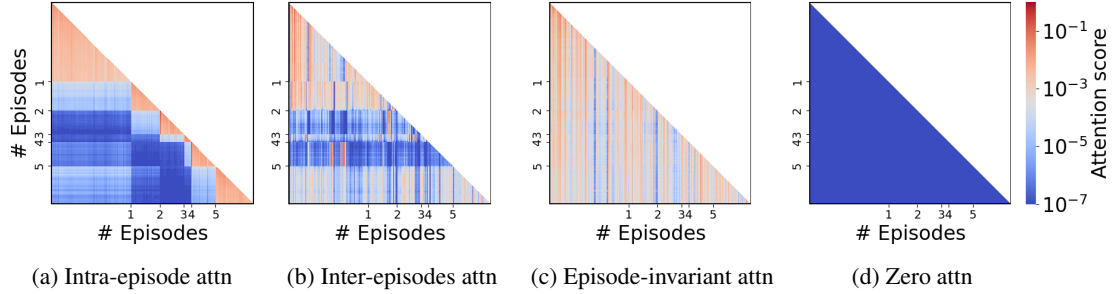 # Episodes
1
2
43
5
1 2 34 5
# Episodes
(a) Intra-episode attn
1
2
43
5
1 2 34 5
# Episodes
(b) Inter-episodes attn
1
2
43
5
1 2 34 5
# Episodes
(c) Episode-invariant attn
1
2
43
5
1 2 34 5
# Episodes
(d) Zero attn
10⁻¹
10⁻³
10⁻⁵
10⁻⁷
Attention score